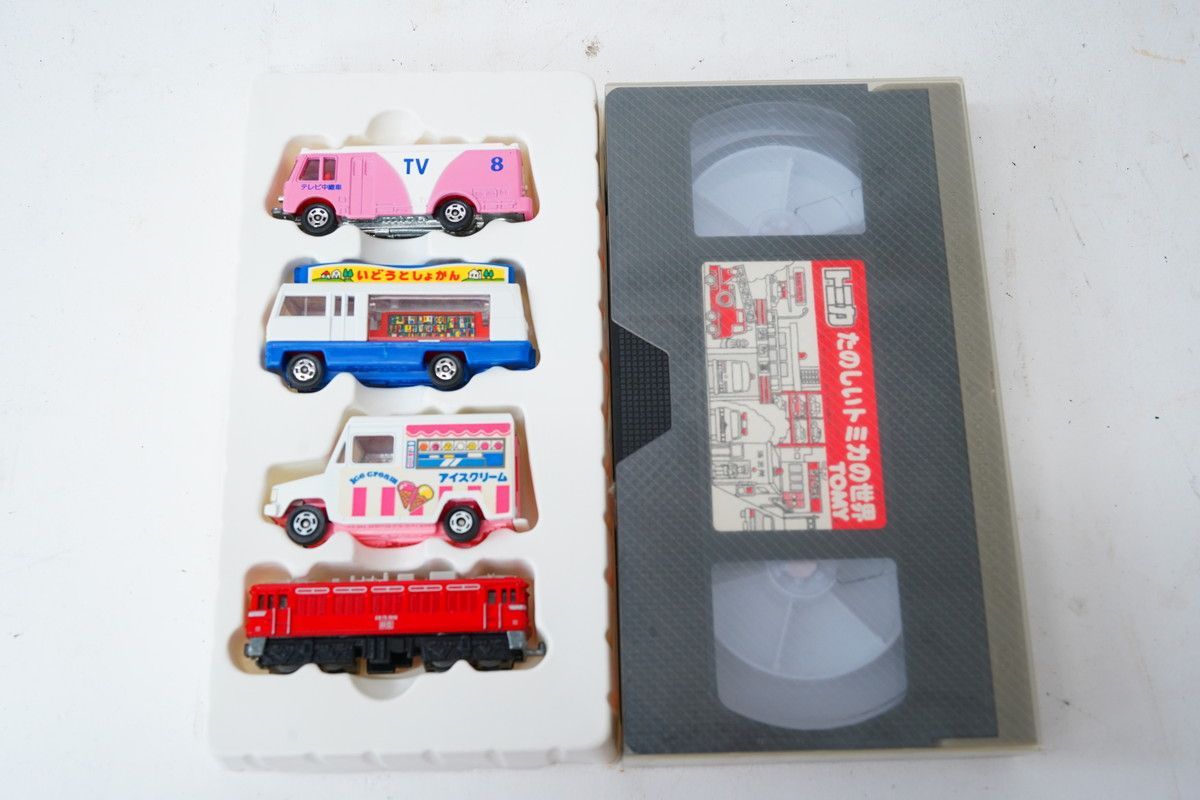 TV
8
テレビ中継車
いどうとしょかん
Ice cream
アイスクリーム
トミカ
たのしいトミカの世界
TOMY